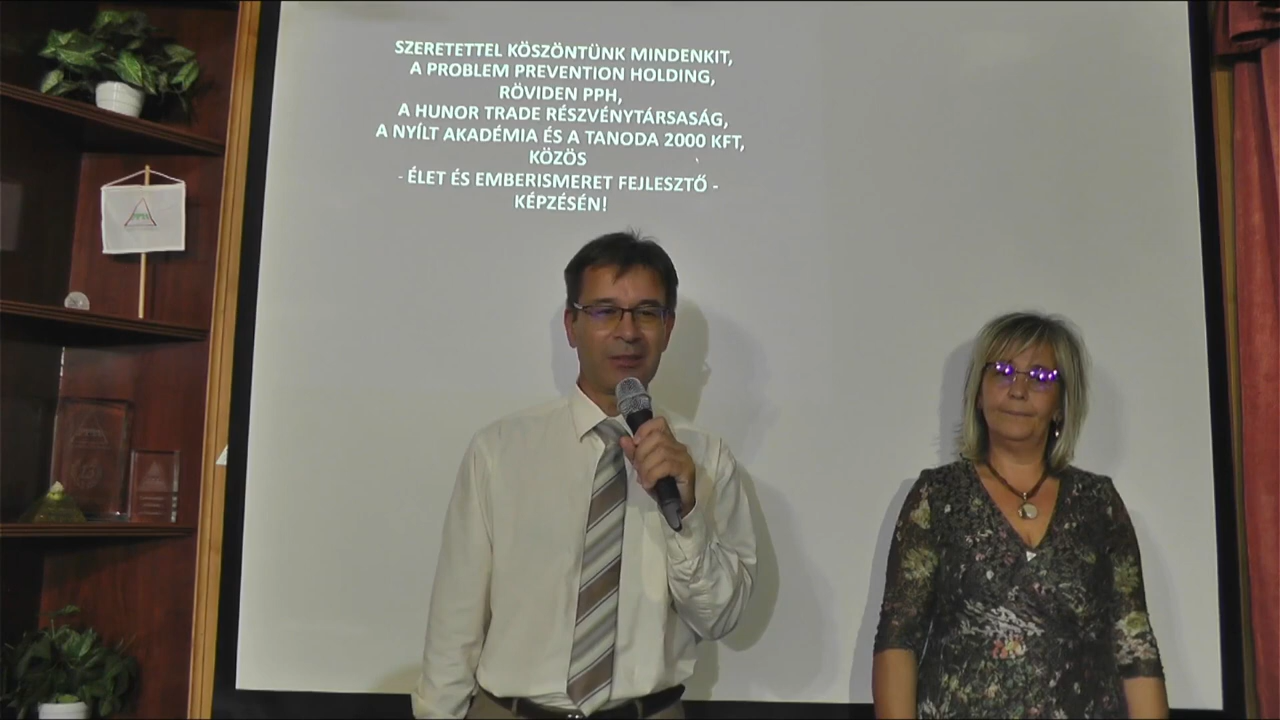 SZERETETTEL KÖSZÖNTÜNK MINDENKIT,
A PROBLEM PREVENTION HOLDING,
RÖVIDEN PPH,
A HUNOR TRADE RÉSZVÉNYTÁRSASÁG,
A NYÍLT AKADÉMIA ÉS A TANODA 2000 KFT,
KÖZÖS
- ÉLET ÉS EMBERISMERET FEJLESZTŐ -
KÉPZÉSÉN!